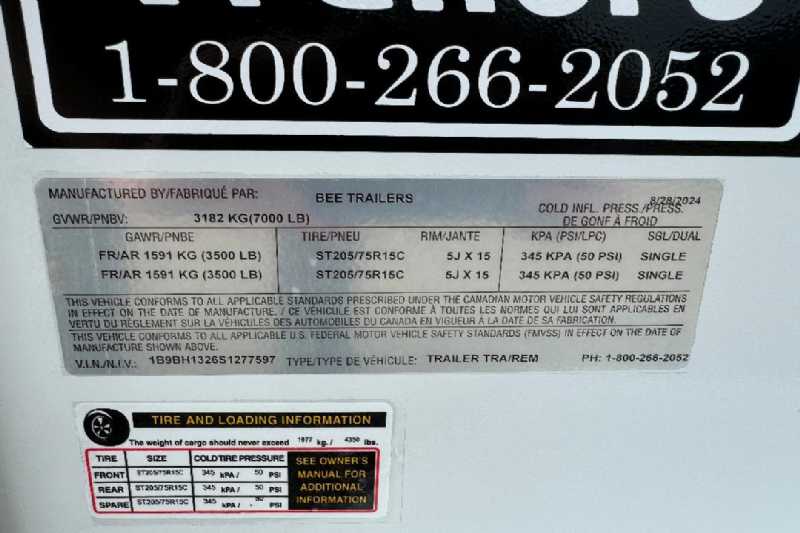 1-800-266-2052
MANUFACTURED BY/FABRIQUÉ PAR: BEE TRAILERS 8/28/2024
GVWR/PNBV: 3182 KG(7000 LB) COLD INFL. PRESS./PRESS. DE GONF À FROID
GAWR/PNBE TIRE/PNEU RIM/JANTE KPA (PSI/LPC) SGL/DUAL
FR/AR 1591 KG (3500 LB) ST205/75R15C 5J X 15 345 KPA (50 PSI) SINGLE
FR/AR 1591 KG (3500 LB) ST205/75R15C 5J X 15 345 KPA (50 PSI) SINGLE
THIS VEHICLE CONFORMS TO ALL APPLICABLE STANDARDS PRESCRIBED UNDER THE CANADIAN MOTOR VEHICLE SAFETY REGULATIONS
IN EFFECT ON THE DATE OF MANUFACTURE. / CE VÉHICULE EST CONFORME À TOUTES LES NORMES QUI LUI SONT APPLICABLES EN
VERTU DU RÈGLEMENT SUR LA VÉHICULES DES AUTOMOBILES DU CANADA EN VIGUEUR À LA DATE DE SA FABRICATION.
THIS VEHICLE CONFORMS TO ALL APPLICABLE U.S. FEDERAL MOTOR VEHICLE SAFETY STANDARDS (FMVSS) IN EFFECT ON THE DATE OF
MANUFACTURE SHOWN ABOVE.
V.I.N./N.I.V.: 1B9BH1326S1277597 TYPE/TYPE DE VÉHICLE: TRAILER TRA/REM PH: 1-800-266-2052
TIRE AND LOADING INFORMATION
The weight of cargo should never exceed 1977 kg. / 4350 lbs.
TIRE SIZE COLD TIRE PRESSURE
FRONT ST205/75R15C 345 KPA / 50 PSI
REAR ST205/75R15C 345 KPA / 50 PSI
SPARE ST205/75R15C 345 KPA / 50 PSI
SEE OWNER'S
MANUAL FOR
ADDITIONAL
INFORMATION